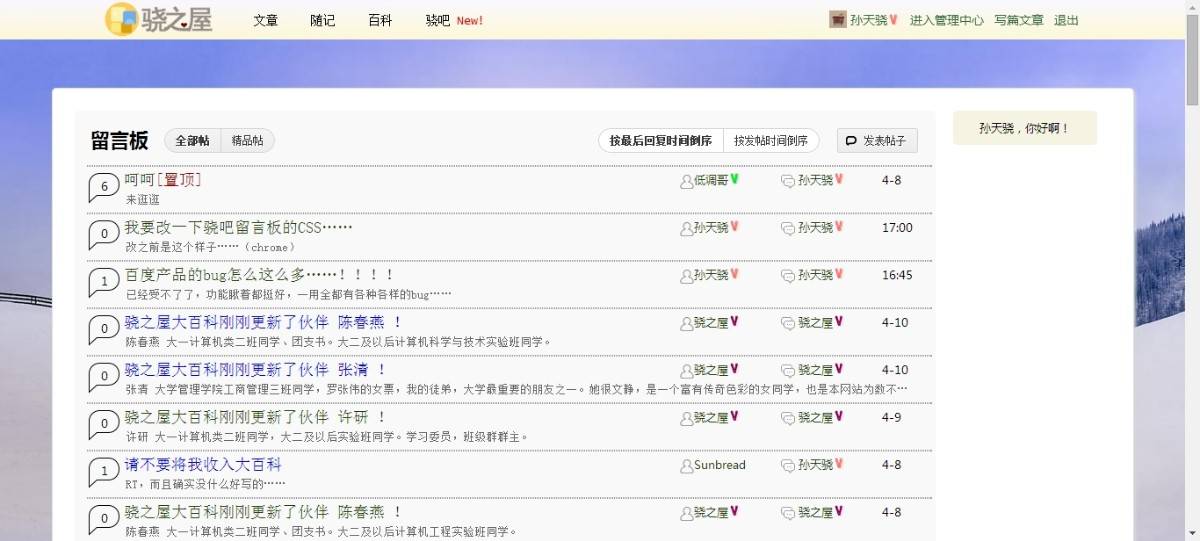 骁之屋 文章 随记 百科 骁吧 New! 孙天骁V 进入管理中心 写篇文章 退出
留言板 全部帖 精品帖 按最后回复时间倒序 按发帖时间倒序 发表帖子
孙天骁，你好啊！
6 呵呵[置顶] 低调哥V 孙天骁V 4-8
来逛逛
0 我要改一下骁吧留言板的CSS…… 孙天骁V 孙天骁V 17:00
改之前是这个样子……（chrome）
1 百度产品的bug怎么这么多……！！！！ 孙天骁V 孙天骁V 16:45
已经受不了了，功能瞅着都挺好，一用全都有各种各样的bug……
0 骁之屋大百科刚刚更新了伙伴 陈春燕 ！ 骁之屋V 骁之屋V 4-10
陈春燕 大一计算机类二班同学、团支书。大二及以后计算机科学与技术实验班同学。
0 骁之屋大百科刚刚更新了伙伴 张清 ！ 骁之屋V 骁之屋V 4-10
张清 大学管理学院工商管理三班同学，罗张伟的女票，我的徒弟，大学最重要的朋友之一。她很文静，是一个富有传奇色彩的女同学，也是本网站为数不…
0 骁之屋大百科刚刚更新了伙伴 许研 ！ 骁之屋V 骁之屋V 4-9
许研 大一计算机类二班同学，大二及以后实验班同学。学习委员，班级群群主。
1 请不要将我收入大百科 Sunbread 孙天骁V 4-8
RT，而且确实没什么好写的……
0 骁之屋大百科刚刚更新了伙伴 陈春燕 ！ 骁之屋V 骁之屋V 4-8
陈春燕 大一计算机类二班同学、团支书。大二及以后计算机工程实验班同学。